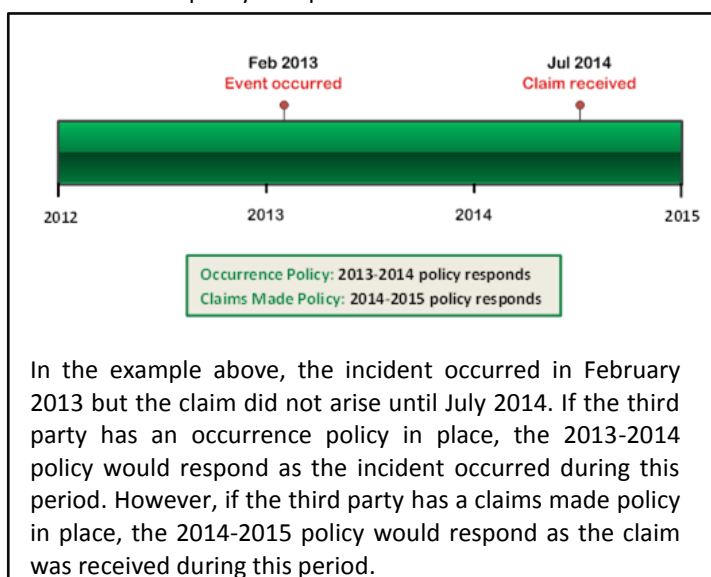 Feb 2013
Event occurred
Jul 2014
Claim received
2012
2013
2014
2015
Occurrence Policy: 2013-2014 policy responds
Claims Made Policy: 2014-2015 policy responds
In the example above, the incident occurred in February
2013 but the claim did not arise until July 2014. If the third
party has an occurrence policy in place, the 2013-2014
policy would respond as the incident occurred during this
period. However, if the third party has a claims made policy
in place, the 2014-2015 policy would respond as the claim
was received during this period.